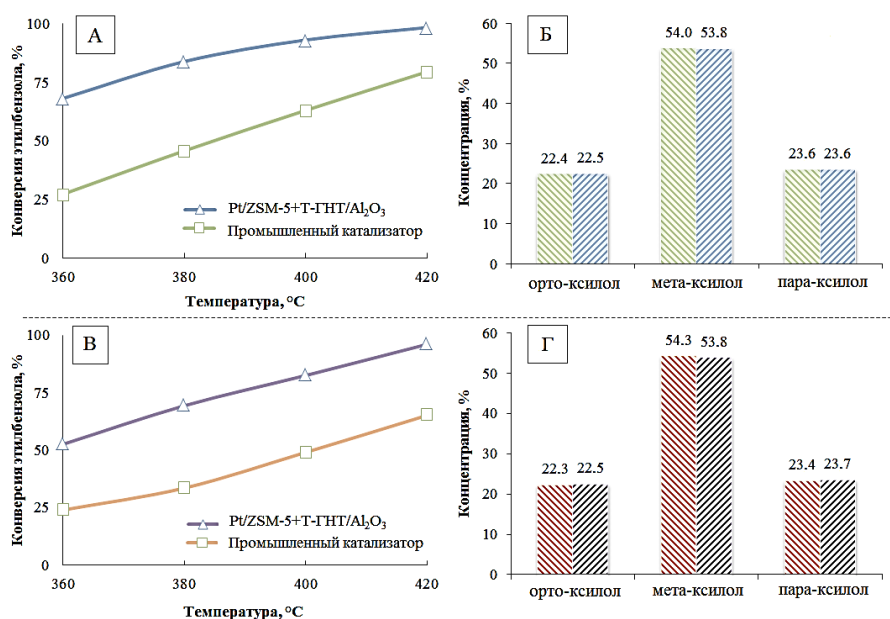 А
Конверсия этилбензола, %
100
75
50
25
0
360
380
400
420
Температура, °C
Pt/ZSM-5+Т-ГНТ/Al₂O₃
Промышленный катализатор
Б
Концентрация, %
60
50
40
30
20
10
0
22.4 22.5
54.0 53.8
23.6 23.6
орто-ксилол
мета-ксилол
пара-ксилол
В
Конверсия этилбензола, %
100
75
50
25
0
360
380
400
420
Температура, °C
Pt/ZSM-5+Т-ГНТ/Al₂O₃
Промышленный катализатор
Г
Концентрация, %
60
50
40
30
20
10
0
22.3 22.5
54.3 53.8
23.4 23.7
орто-ксилол
мета-ксилол
пара-ксилол